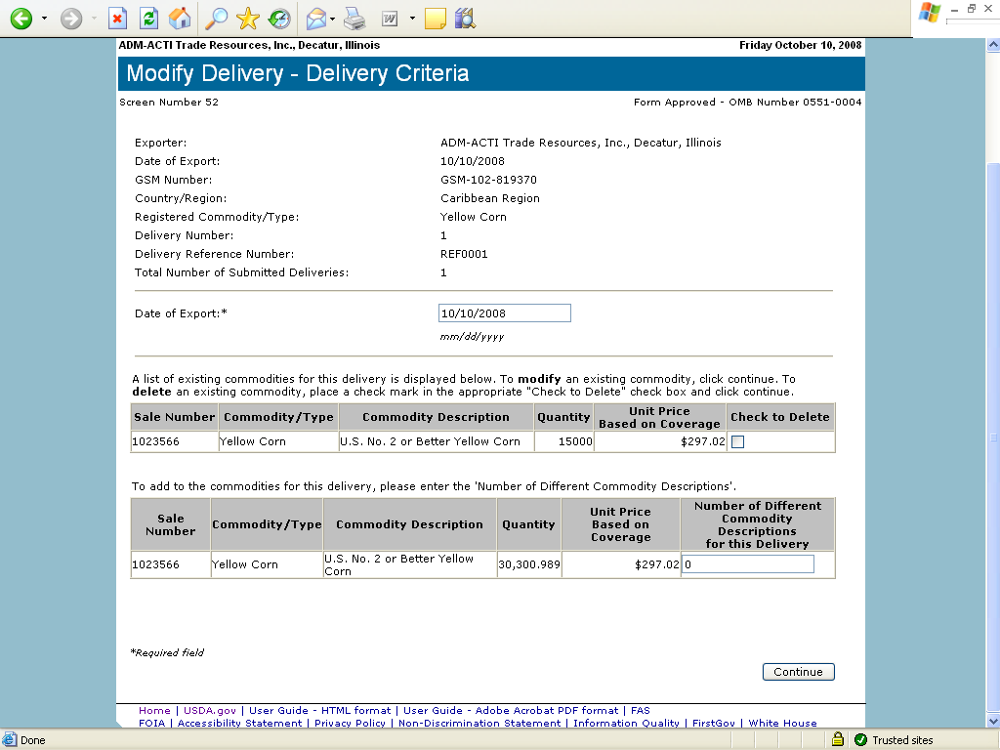 ADM-ACTI Trade Resources, Inc., Decatur, Illinois Friday October 10, 2008
Modify Delivery - Delivery Criteria
Screen Number 52 Form Approved - OMB Number 0551-0004
Exporter: ADM-ACTI Trade Resources, Inc., Decatur, Illinois
Date of Export: 10/10/2008
GSM Number: GSM-102-819370
Country/Region: Caribbean Region
Registered Commodity/Type: Yellow Corn
Delivery Number: 1
Delivery Reference Number: REF0001
Total Number of Submitted Deliveries: 1
Date of Export:* 10/10/2008
mm/dd/yyyy
A list of existing commodities for this delivery is displayed below. To modify an existing commodity, click continue. To
delete an existing commodity, place a check mark in the appropriate "Check to Delete" check box and click continue.
Sale Number Commodity/Type Commodity Description Quantity Unit Price Based on Coverage Check to Delete
1023566 Yellow Corn U.S. No. 2 or Better Yellow Corn 15000 $297.02
To add to the commodities for this delivery, please enter the 'Number of Different Commodity Descriptions'.
Sale Number Commodity/Type Commodity Description Quantity Unit Price Based on Coverage Number of Different Commodity Descriptions for this Delivery
1023566 Yellow Corn U.S. No. 2 or Better Yellow Corn 30,300.989 $297.02 0
*Required field
Continue
Home | USDA.gov | User Guide - HTML format | User Guide - Adobe Acrobat PDF format | FAS
FOIA | Accessibility Statement | Privacy Policy | Non-Discrimination Statement | Information Quality | FirstGov | White House
Done Trusted sites